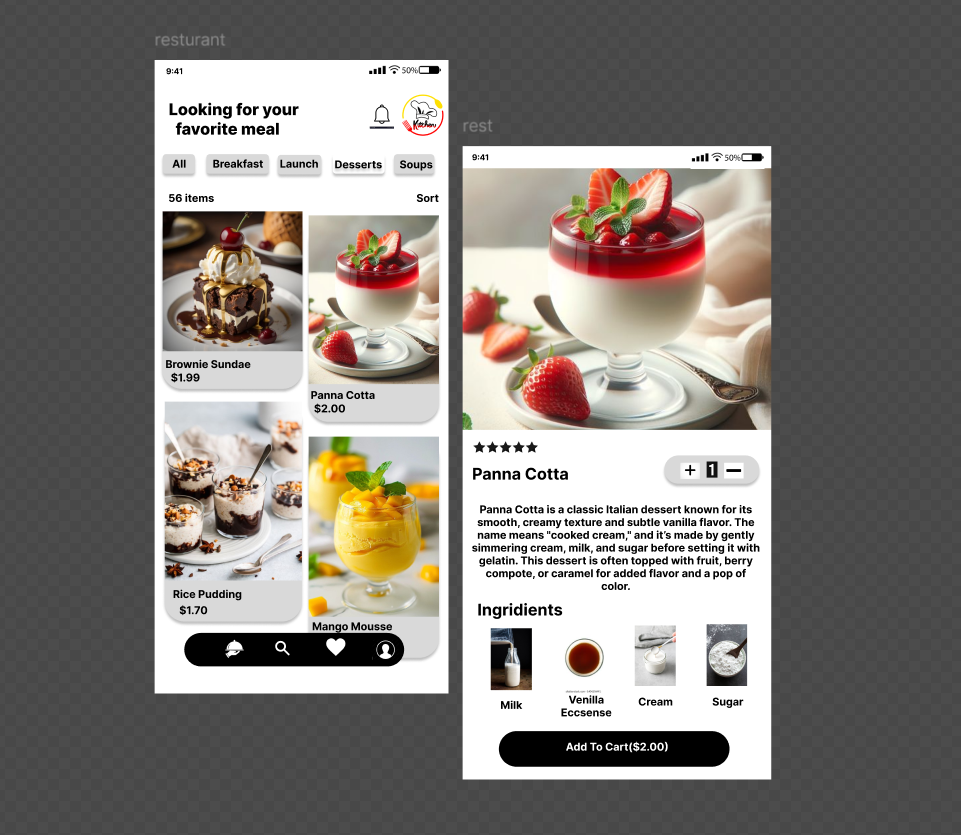 resturant
9:41
50%
Looking for your
favorite meal
Kitchen
All Breakfast Launch Desserts Soups
56 items Sort
Brownie Sundae
$1.99
Panna Cotta
$2.00
Rice Pudding
$1.70
Mango Mousse
rest
9:41
50%
Panna Cotta
+ 1 −
Panna Cotta is a classic Italian dessert known for its
smooth, creamy texture and subtle vanilla flavor. The
name means "cooked cream," and it's made by gently
simmering cream, milk, and sugar before setting it with
gelatin. This dessert is often topped with fruit, berry
compote, or caramel for added flavor and a pop of
color.
Ingridients
Milk
Venilla
Eccsense
Cream
Sugar
Add To Cart($2.00)